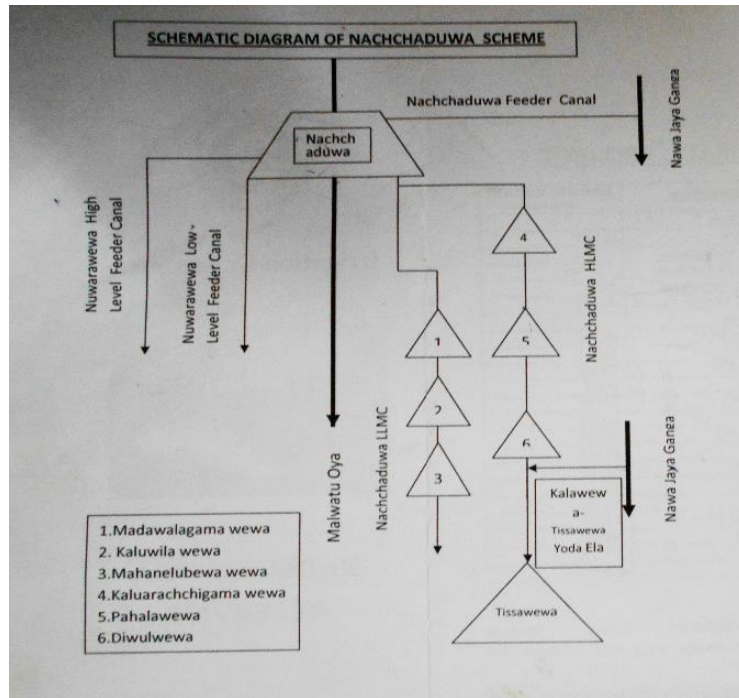 SCHEMATIC DIAGRAM OF NACHCHADUWA SCHEME
Nachchaduwa Feeder Canal
Nawa Jaya Ganga
Nachch
aduwa
Nuwarawewa High
Level Feeder Canal
Nuwarawewa Low-
Level Feeder Canal
Malwatu Oya
Nachchaduwa LLMC
Nachchaduwa HLMC
4
1
5
2
6
3
Nawa Jaya Ganga
Kalawew
a-
Tissawewa
Yoda Ela
Tissawewa
1.Madawalagama wewa
2. Kaluwila wewa
3.Mahanelubewa wewa
4.Kaluarachchigama wewa
5.Pahalawewa
6.Diwulwewa